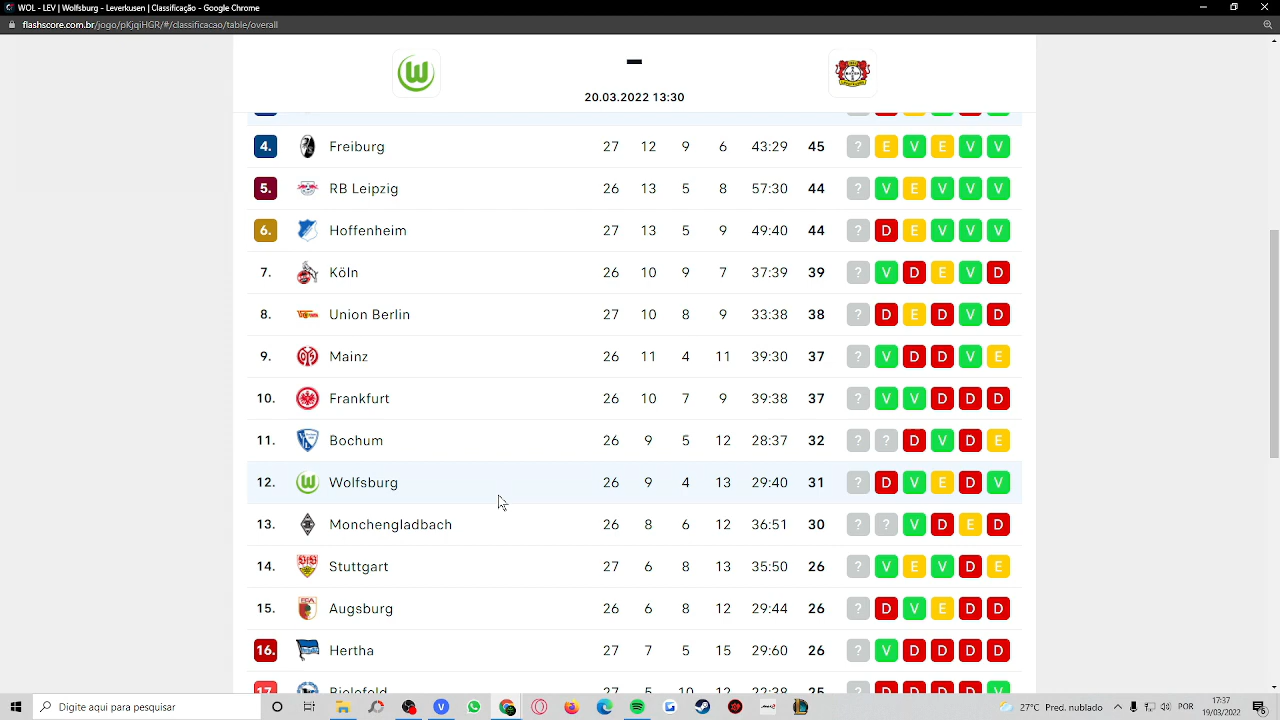 WOL - LEV | Wolfsburg - Leverkusen | Classificação - Google Chrome
flashscore.com.br/jogo/pKjqiHGR/#/classificacao/table/overall
20.03.2022 13:30
4. Freiburg 27 12 9 6 43:29 45 ? E V E V V
5. RB Leipzig 26 13 5 8 57:30 44 ? V E V V V
6. Hoffenheim 27 13 5 9 49:40 44 ? D E V V V
7. Köln 26 10 9 7 37:39 39 ? V D E V D
8. Union Berlin 27 10 8 9 33:38 38 ? D E D V D
9. Mainz 26 11 4 11 39:30 37 ? V D D V E
10. Frankfurt 26 10 7 9 39:38 37 ? V V D D D
11. Bochum 26 9 5 12 28:37 32 ? ? D V D E
12. Wolfsburg 26 9 4 13 29:40 31 ? D V E D V
13. Monchengladbach 26 8 6 12 36:51 30 ? ? V D E D
14. Stuttgart 27 6 8 13 35:50 26 ? V E V D E
15. Augsburg 26 6 8 12 29:44 26 ? D V E D D
16. Hertha 27 7 5 15 29:60 26 ? V D D D D
17. Bielefeld 27 10 12 22:38 25 ? D D D D V
Digite aqui para pesquisar
27°C Pred. nublado
POR
17:37
19/03/2022